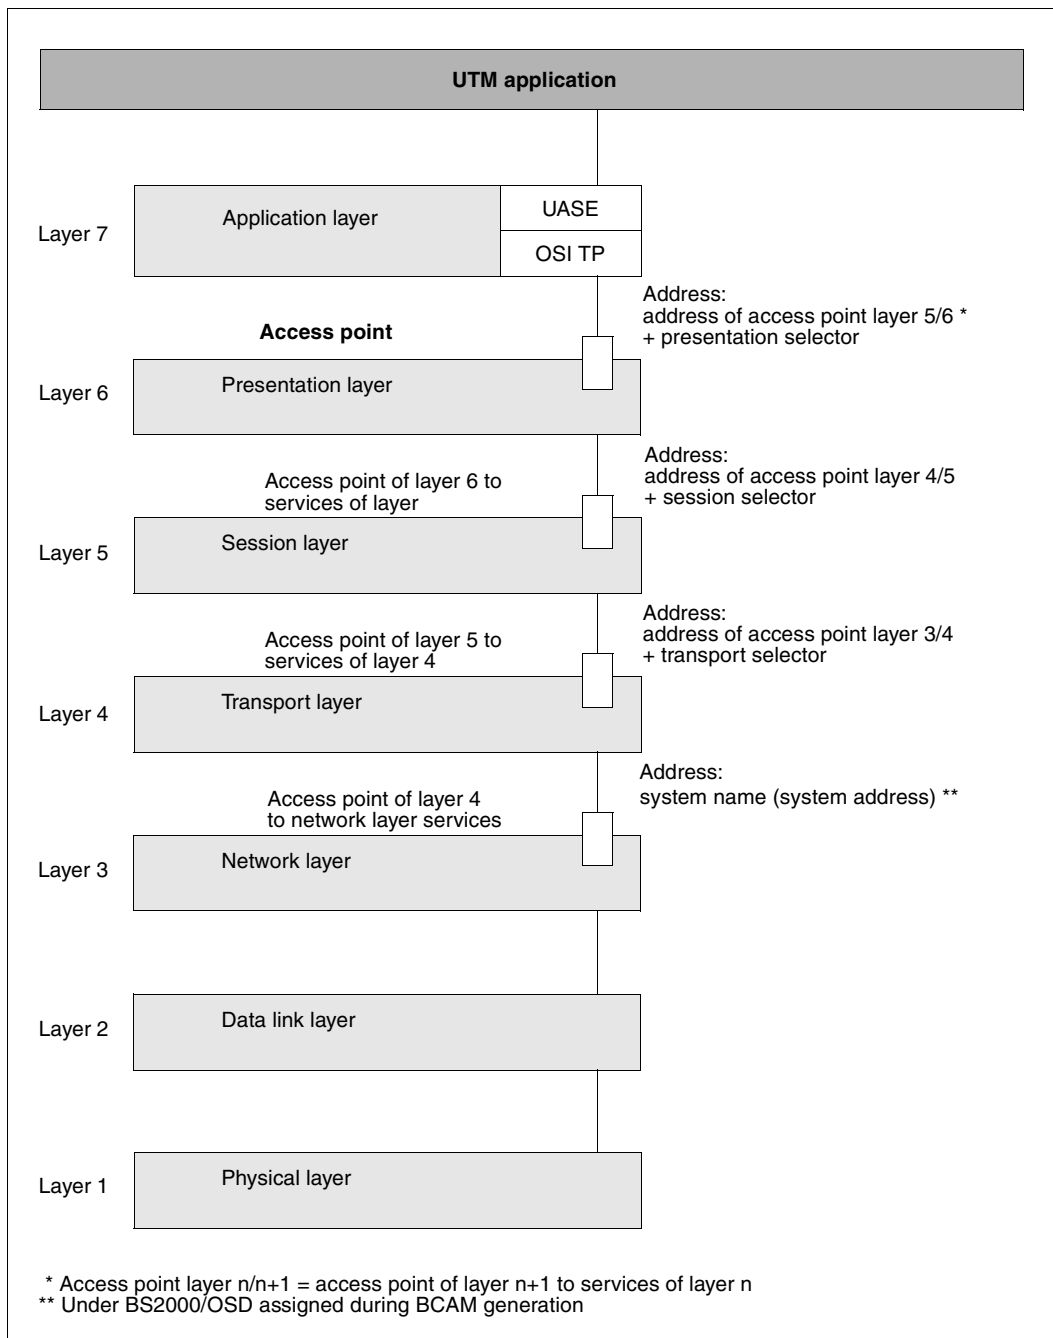 UTM application
Layer 7
Application layer
UASE
OSI TP
Address:
address of access point layer 5/6 *
+ presentation selector
Access point
Layer 6
Presentation layer
Address:
address of access point layer 4/5
+ session selector
Access point of layer 6 to
services of layer
Layer 5
Session layer
Address:
address of access point layer 3/4
+ transport selector
Access point of layer 5 to
services of layer 4
Layer 4
Transport layer
Address:
system name (system address) **
Access point of layer 4
to network layer services
Layer 3
Network layer
Layer 2
Data link layer
Layer 1
Physical layer
* Access point layer n/n+1 = access point of layer n+1 to services of layer n
** Under BS2000/OSD assigned during BCAM generation